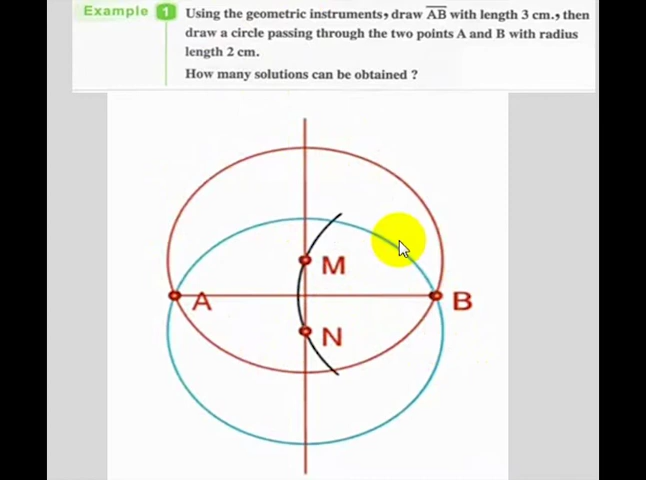 Example 1 Using the geometric instruments, draw A̅B̅ with length 3 cm., then
draw a circle passing through the two points A and B with radius
length 2 cm.
How many solutions can be obtained ?
M
A
B
N